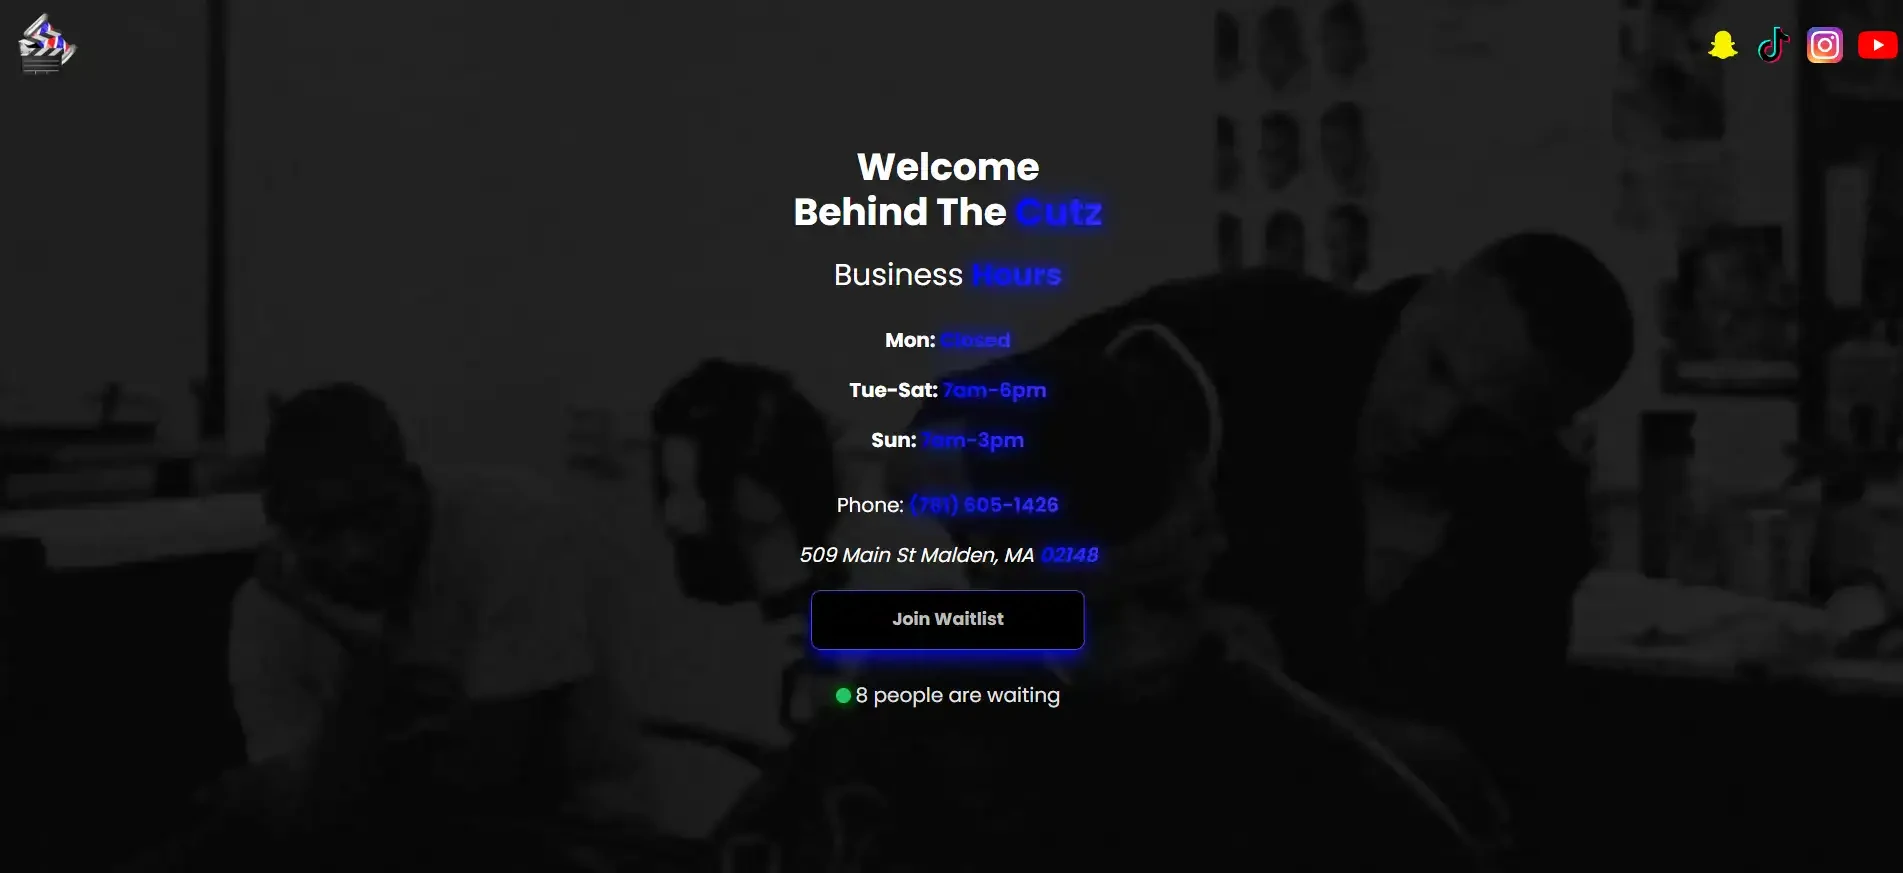 Welcome
Behind The Cutz
Business Hours
Mon: Closed
Tue-Sat: 7am-6pm
Sun: 7am-3pm
Phone: (781) 605-1426
509 Main St Malden, MA 02148
Join Waitlist
8 people are waiting